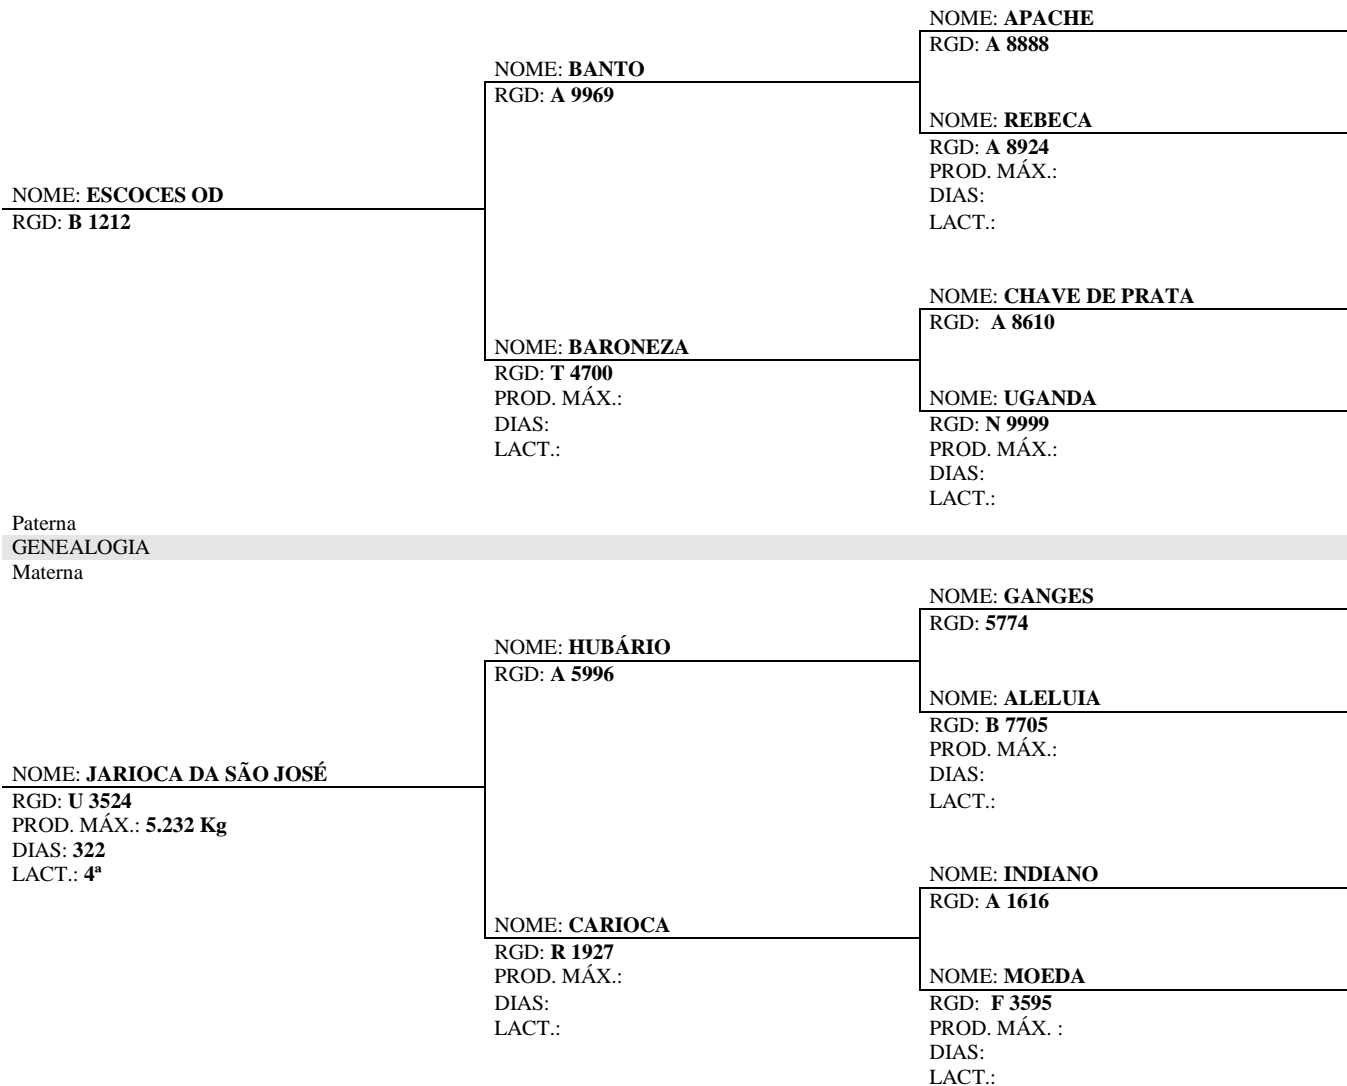 NOME: APACHE
RGD: A 8888
NOME: BANTO
RGD: A 9969
NOME: REBECA
RGD: A 8924
PROD. MÁX.:
DIAS:
LACT.:
NOME: ESCOCES OD
RGD: B 1212
NOME: CHAVE DE PRATA
RGD: A 8610
NOME: BARONEZA
RGD: T 4700
PROD. MÁX.:
DIAS:
LACT.:
NOME: UGANDA
RGD: N 9999
PROD. MÁX.:
DIAS:
LACT.:
Paterna
GENEALOGIA
Materna
NOME: GANGES
RGD: 5774
NOME: HUBÁRIO
RGD: A 5996
NOME: ALELUIA
RGD: B 7705
PROD. MÁX.:
DIAS:
LACT.:
NOME: JARIOCA DA SÃO JOSÉ
RGD: U 3524
PROD. MÁX.: 5.232 Kg
DIAS: 322
LACT.: 4ª
NOME: INDIANO
RGD: A 1616
NOME: CARIOCA
RGD: R 1927
PROD. MÁX.:
DIAS:
LACT.:
NOME: MOEDA
RGD: F 3595
PROD. MÁX. :
DIAS:
LACT.: